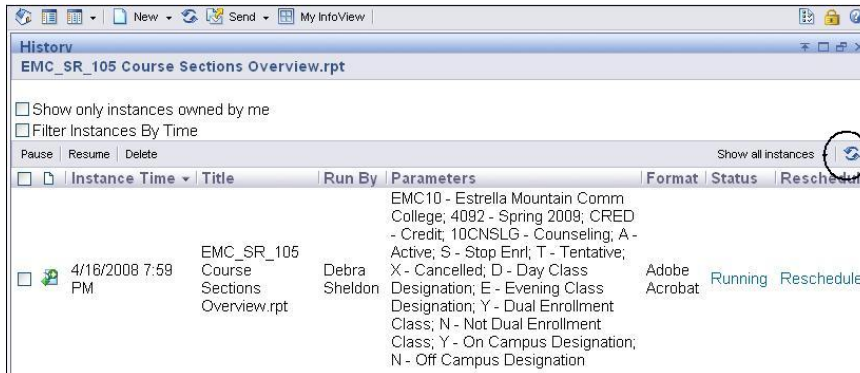 New Send My InfoView
History
EMC_SR_105 Course Sections Overview.rpt
Show only instances owned by me
Filter Instances By Time
Pause Resume Delete Show all instances
Instance Time Title Run By Parameters Format Status Reschedul
4/16/2008 7:59 PM
EMC_SR_105
Course
Sections
Overview.rpt
Debra
Sheldon
EMC10 - Estrella Mountain Comm
College; 4092 - Spring 2009; CRED
- Credit; 10CNSLG - Counseling; A -
Active; S - Stop Enrl; T - Tentative;
X - Cancelled; D - Day Class
Designation; E - Evening Class
Designation; Y - Dual Enrollment
Class; N - Not Dual Enrollment
Class; Y - On Campus Designation;
N - Off Campus Designation
Adobe
Acrobat
Running
Reschedule